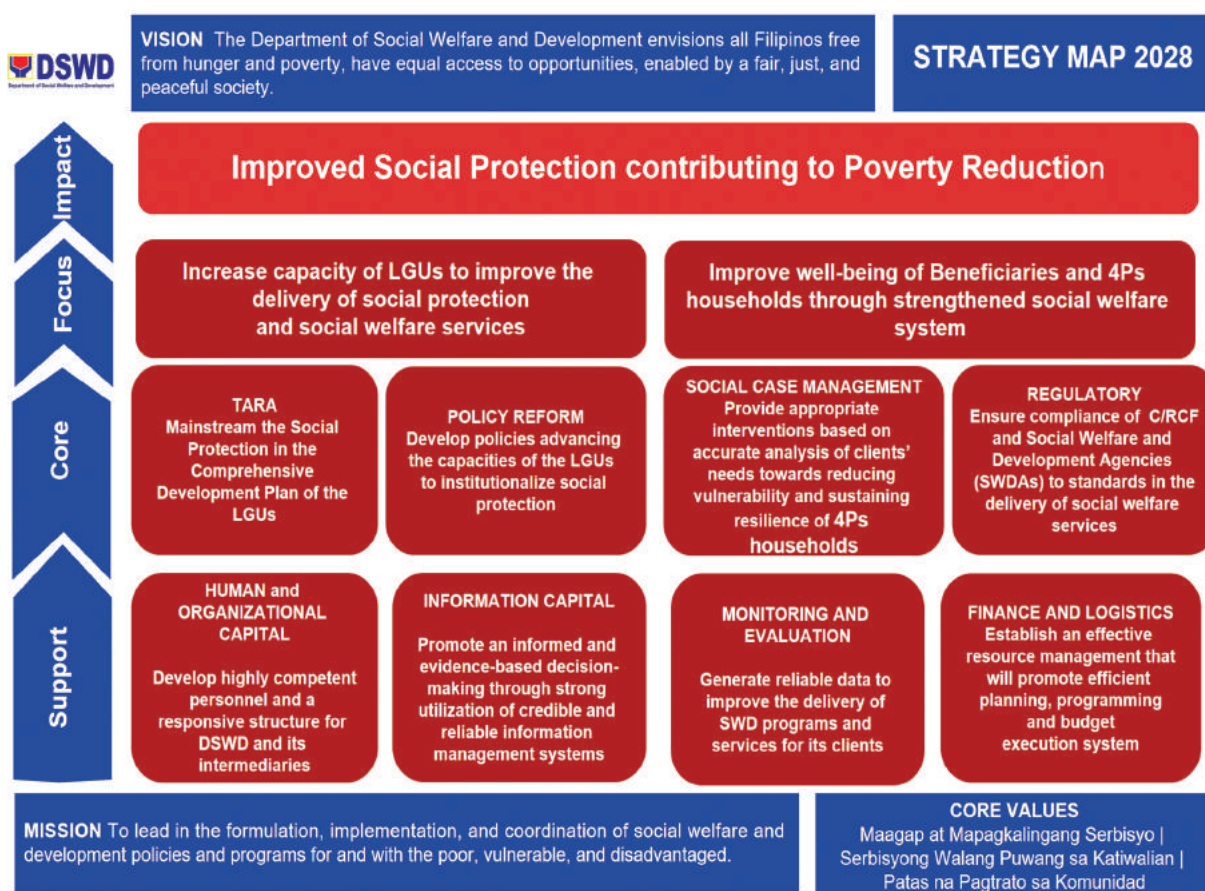 DSWD
Department of Social Welfare and Development
VISION The Department of Social Welfare and Development envisions all Filipinos free
from hunger and poverty, have equal access to opportunities, enabled by a fair, just, and
peaceful society.
STRATEGY MAP 2028
Impact
Improved Social Protection contributing to Poverty Reduction
Focus
Increase capacity of LGUs to improve the
delivery of social protection
and social welfare services
Improve well-being of Beneficiaries and 4Ps
households through strengthened social welfare
system
Core
TARA
Mainstream the Social
Protection in the
Comprehensive
Development Plan of the
LGUs
POLICY REFORM
Develop policies advancing
the capacities of the LGUs
to institutionalize social
protection
SOCIAL CASE MANAGEMENT
Provide appropriate
interventions based on
accurate analysis of clients'
needs towards reducing
vulnerability and sustaining
resilience of 4Ps
households
REGULATORY
Ensure compliance of C/RCF
and Social Welfare and
Development Agencies
(SWDAs) to standards in the
delivery of social welfare
services
Support
HUMAN and
ORGANIZATIONAL
CAPITAL
Develop highly competent
personnel and a
responsive structure for
DSWD and its
intermediaries
INFORMATION CAPITAL
Promote an informed and
evidence-based decision-
making through strong
utilization of credible and
reliable information
management systems
MONITORING AND
EVALUATION
Generate reliable data to
improve the delivery of
SWD programs and
services for its clients
FINANCE AND LOGISTICS
Establish an effective
resource management that
will promote efficient
planning, programming
and budget
execution system
MISSION To lead in the formulation, implementation, and coordination of social welfare and
development policies and programs for and with the poor, vulnerable, and disadvantaged.
CORE VALUES
Maagap at Mapagkalingang Serbisyo |
Serbisyong Walang Puwang sa Katiwalian |
Patas na Pagtrato sa Komunidad